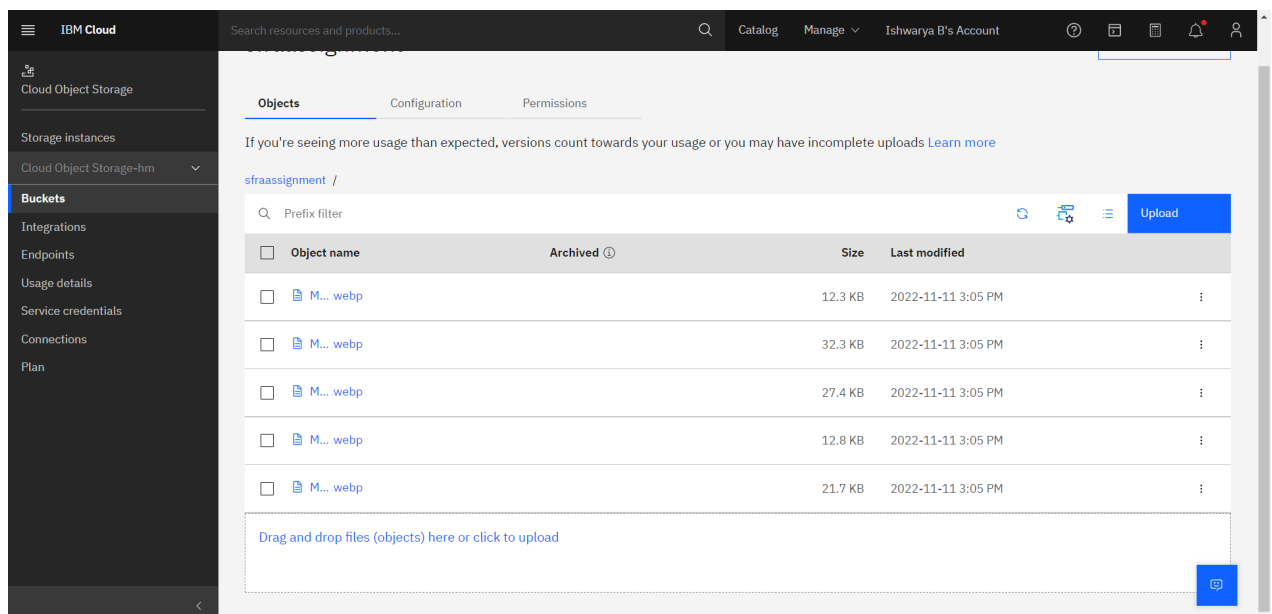 IBM Cloud
Search resources and products...
Catalog
Manage
Ishwarya B's Account
Cloud Object Storage
Storage instances
Cloud Object Storage-hm
Buckets
Integrations
Endpoints
Usage details
Service credentials
Connections
Plan
Objects
Configuration
Permissions
If you're seeing more usage than expected, versions count towards your usage or you may have incomplete uploads Learn more
sfraassignment /
Prefix filter
Upload
Object name Archived Size Last modified
M... webp 12.3 KB 2022-11-11 3:05 PM
M... webp 32.3 KB 2022-11-11 3:05 PM
M... webp 27.4 KB 2022-11-11 3:05 PM
M... webp 12.8 KB 2022-11-11 3:05 PM
M... webp 21.7 KB 2022-11-11 3:05 PM
Drag and drop files (objects) here or click to upload